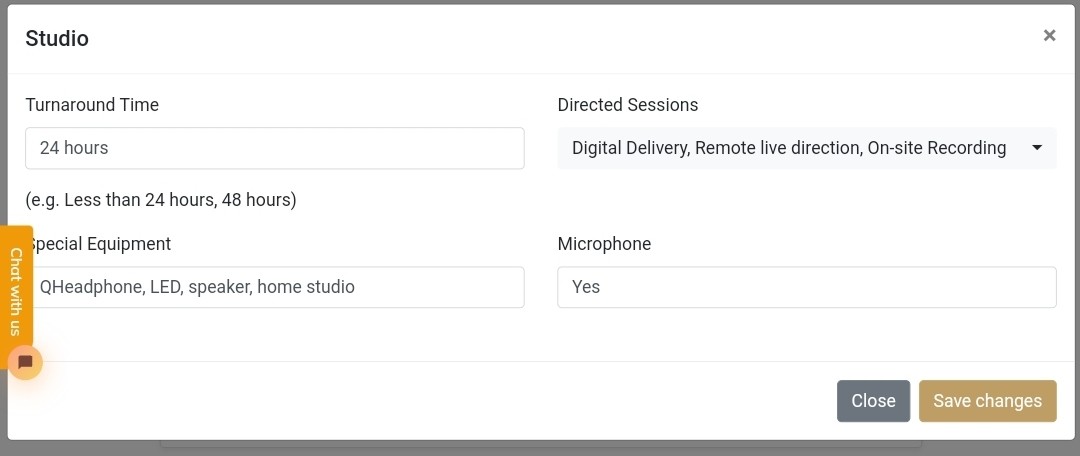 Studio
×
Turnaround Time
Directed Sessions
24 hours
Digital Delivery, Remote live direction, On-site Recording
(e.g. Less than 24 hours, 48 hours)
Special Equipment
Microphone
QHeadphone, LED, speaker, home studio
Yes
Chat with us
Close
Save changes